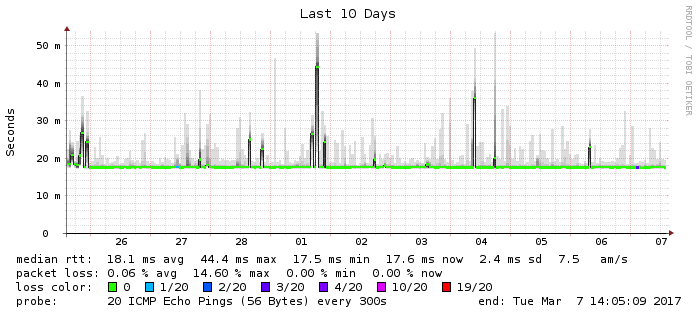 Last 10 Days
RRDTOOL / TOBI OETIKER
Seconds
50 m
40 m
30 m
20 m
10 m
0
26 27 28 01 02 03 04 05 06 07
median rtt: 18.1 ms avg 44.4 ms max 17.5 ms min 17.6 ms now 2.4 ms sd 7.5 am/s
packet loss: 0.06 % avg 14.60 % max 0.00 % min 0.00 % now
loss color: 0 1/20 2/20 3/20 4/20 10/20 19/20
probe: 20 ICMP Echo Pings (56 Bytes) every 300s end: Tue Mar 7 14:05:09 2017